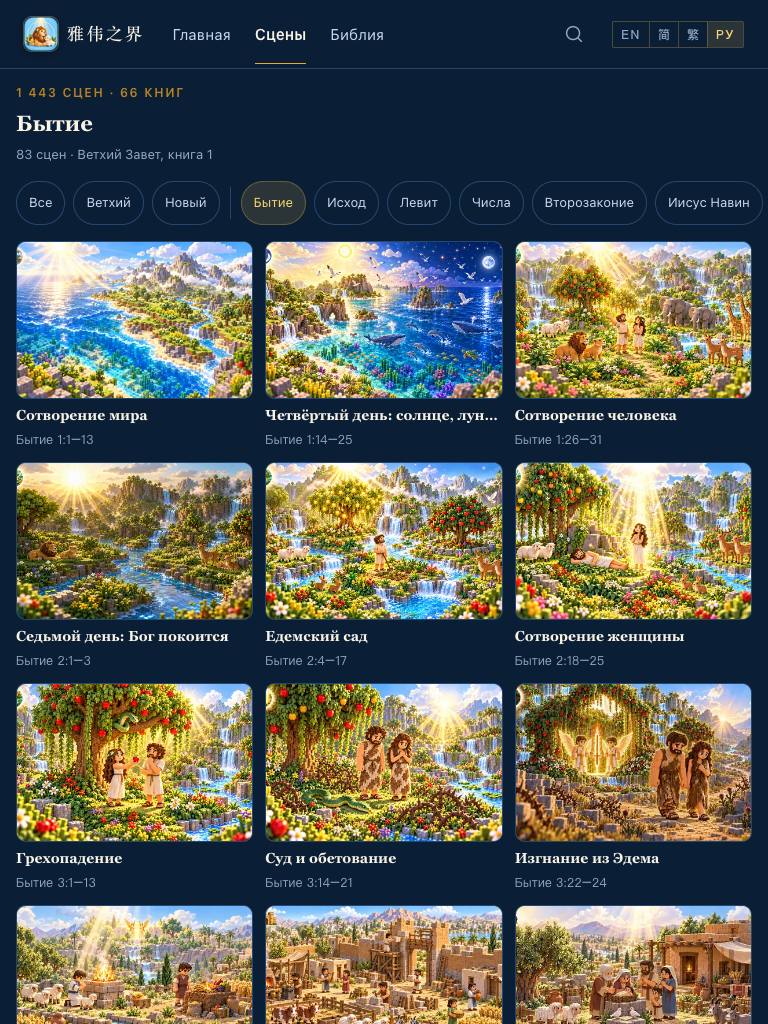 雅伟之界 Главная Сцены Библия EN 简 繁 РУ
1 443 СЦЕН · 66 КНИГ
Бытие
83 сцен · Ветхий Завет, книга 1
Все Ветхий Новый Бытие Исход Левит Числа Второзаконие Иисус Навин
Сотворение мира Четвёртый день: солнце, лун... Сотворение человека
Бытие 1:1—13 Бытие 1:14—25 Бытие 1:26—31
Седьмой день: Бог покоится Едемский сад Сотворение женщины
Бытие 2:1—3 Бытие 2:4—17 Бытие 2:18—25
Грехопадение Суд и обетование Изгнание из Эдема
Бытие 3:1—13 Бытие 3:14—21 Бытие 3:22—24